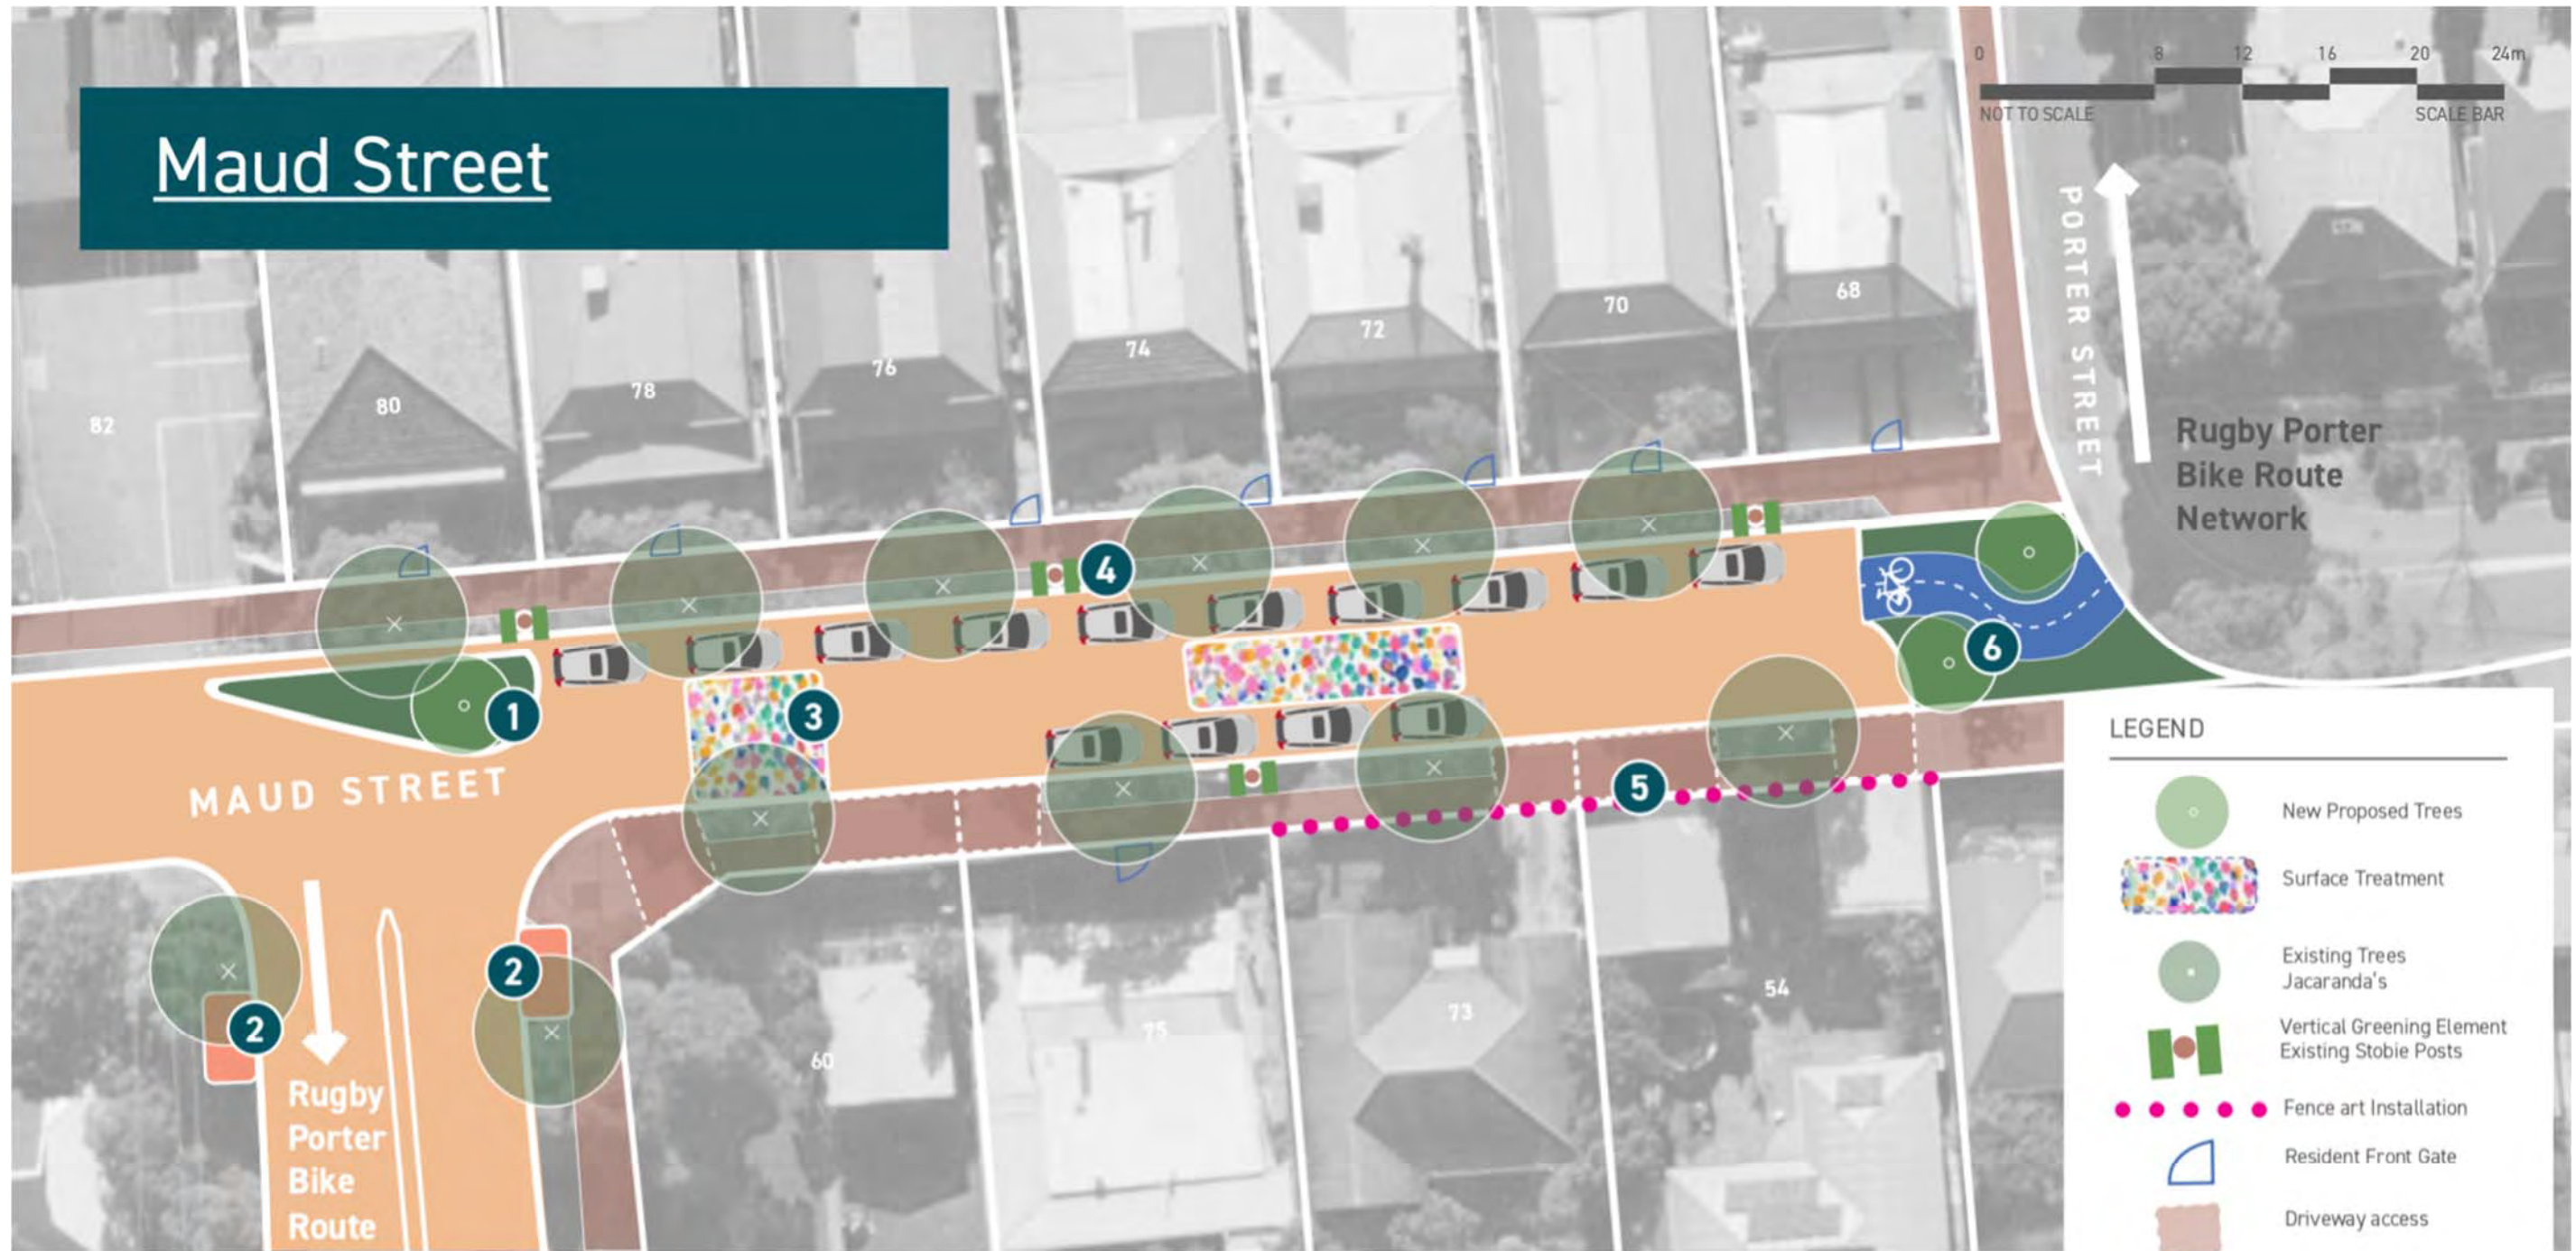 Maud Street
0 8 12 16 20 24m
NOT TO SCALE SCALE BAR
PORTER STREET
Rugby Porter
Bike Route
Network
82
80
78
76
74
72
70
68
4
6
1
3
5
MAUD STREET
2
2
Rugby
Porter
Bike
Route
60
75
73
54
LEGEND
New Proposed Trees
Surface Treatment
Existing Trees
Jacaranda's
Vertical Greening Element
Existing Stobie Posts
Fence art Installation
Resident Front Gate
Driveway access